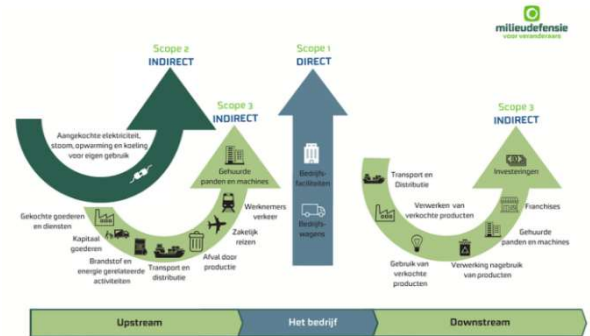 milieudefensie
voor veranderaars
Scope 2
INDIRECT
Scope 1
DIRECT
Scope 3
INDIRECT
Scope 3
INDIRECT
Aangekochte elektriciteit,
stoom, opwarming en koeling
voor eigen gebruik
Gehuurde
panden en machines
Werknemers
verkeer
Zakelijk
reizen
Afval door
productie
Transport en
distributie
Brandstof en
energie gerelateerde
activiteiten
Kapitaal
goederen
Gekochte goederen
en diensten
Bedrijfs-
faciliteiten
Bedrijfs-
wagens
Transport en
Distributie
Verwerken van
verkochte producten
Gebruik van
verkochte
producten
Verwerking nagebruik
van producten
Gehuurde
panden en machines
Franchises
Investeringen
Upstream
Het bedrijf
Downstream